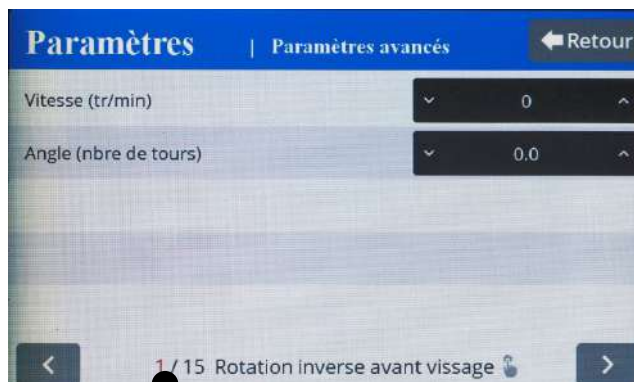 Paramètres | Paramètres avancés Retour
Vitesse (tr/min) 0
Angle (nbre de tours) 0.0
1 / 15 Rotation inverse avant vissage